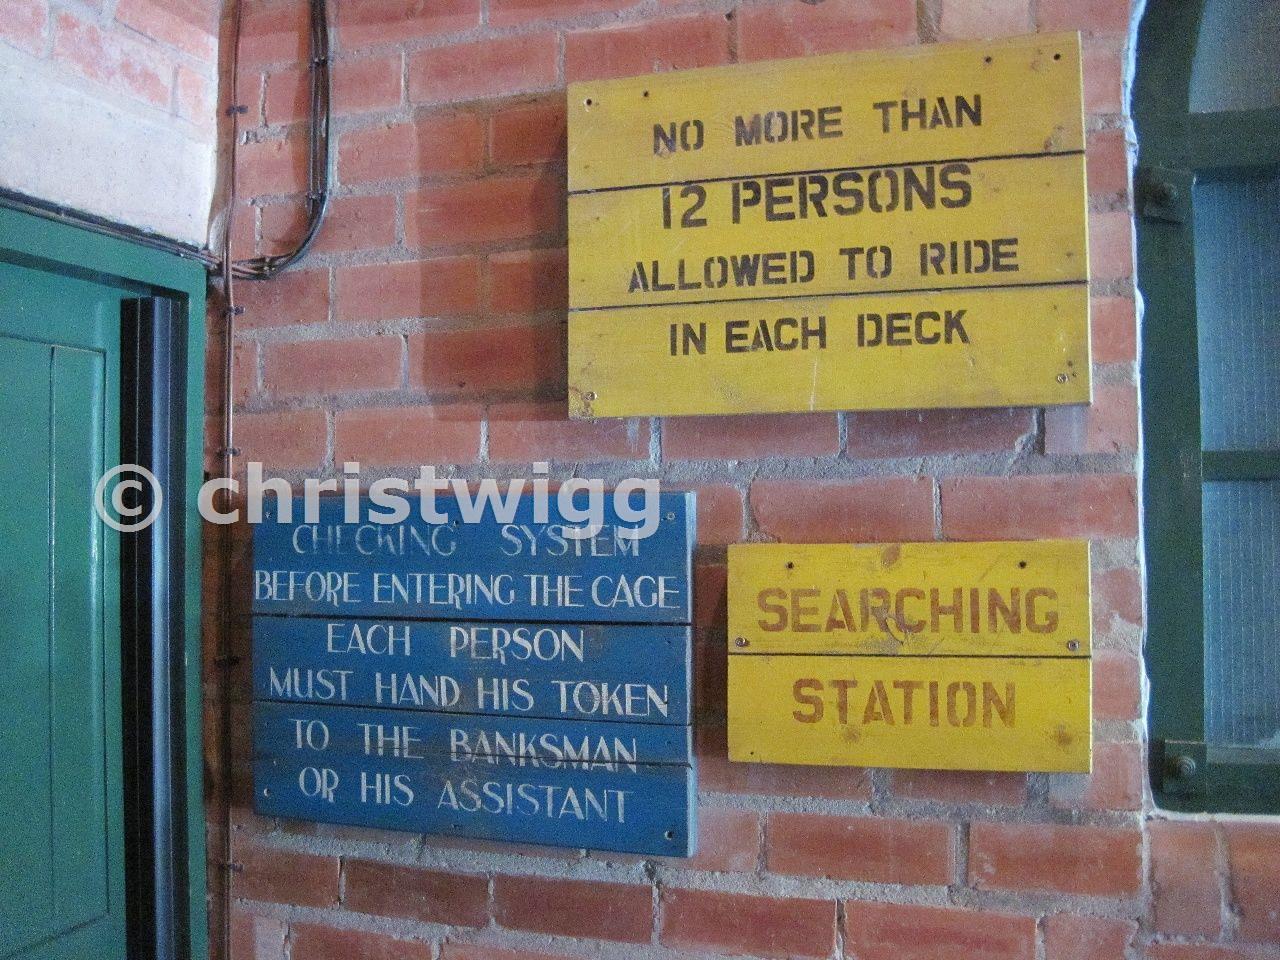 NO MORE THAN
12 PERSONS
ALLOWED TO RIDE
IN EACH DECK
© christwigg
CHECKING SYSTEM
BEFORE ENTERING THE CAGE
EACH PERSON
MUST HAND HIS TOKEN
TO THE BANKSMAN
OR HIS ASSISTANT
SEARCHING
STATION